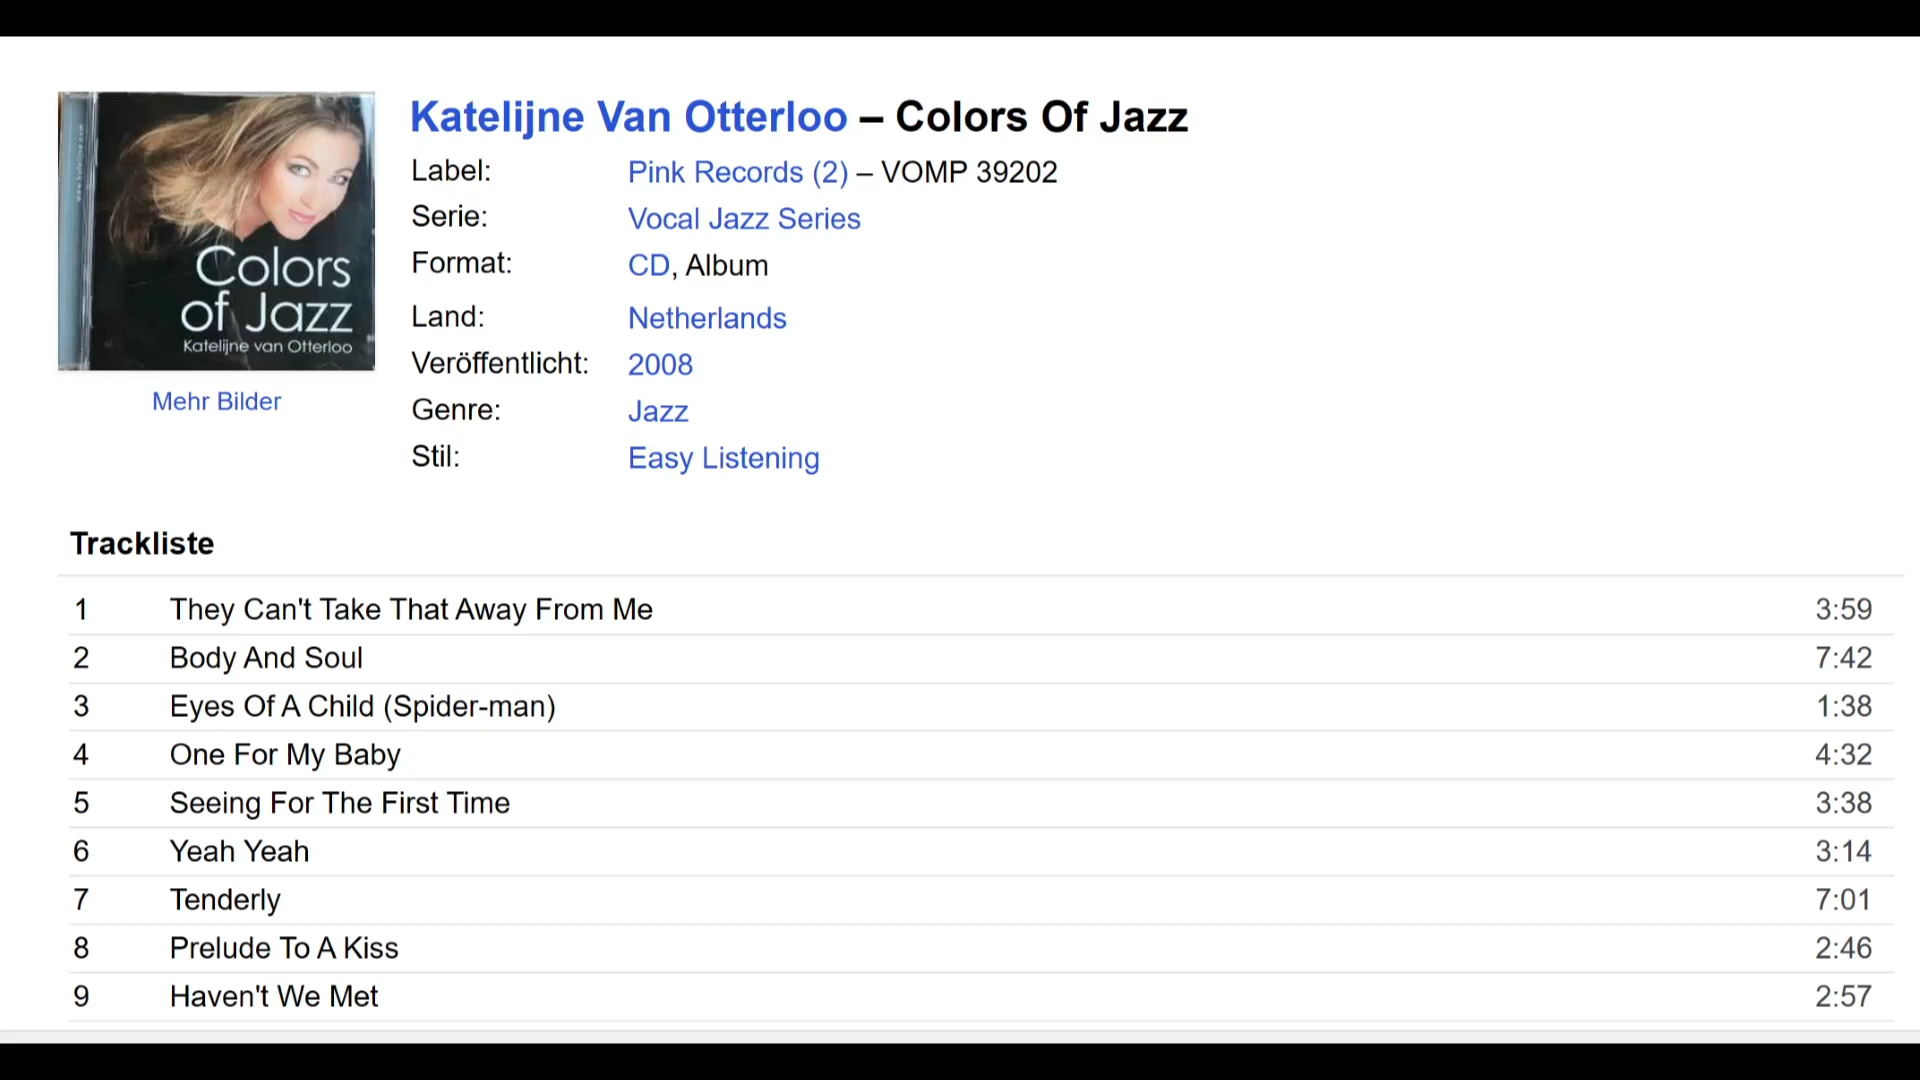 Katelijne Van Otterloo – Colors Of Jazz
Label: Pink Records (2) – VOMP 39202
Serie: Vocal Jazz Series
Format: CD, Album
Land: Netherlands
Veröffentlicht: 2008
Genre: Jazz
Stil: Easy Listening
Colors
of Jazz
Katelijne van Otterloo
Mehr Bilder
Trackliste
1 They Can't Take That Away From Me 3:59
2 Body And Soul 7:42
3 Eyes Of A Child (Spider-man) 1:38
4 One For My Baby 4:32
5 Seeing For The First Time 3:38
6 Yeah Yeah 3:14
7 Tenderly 7:01
8 Prelude To A Kiss 2:46
9 Haven't We Met 2:57